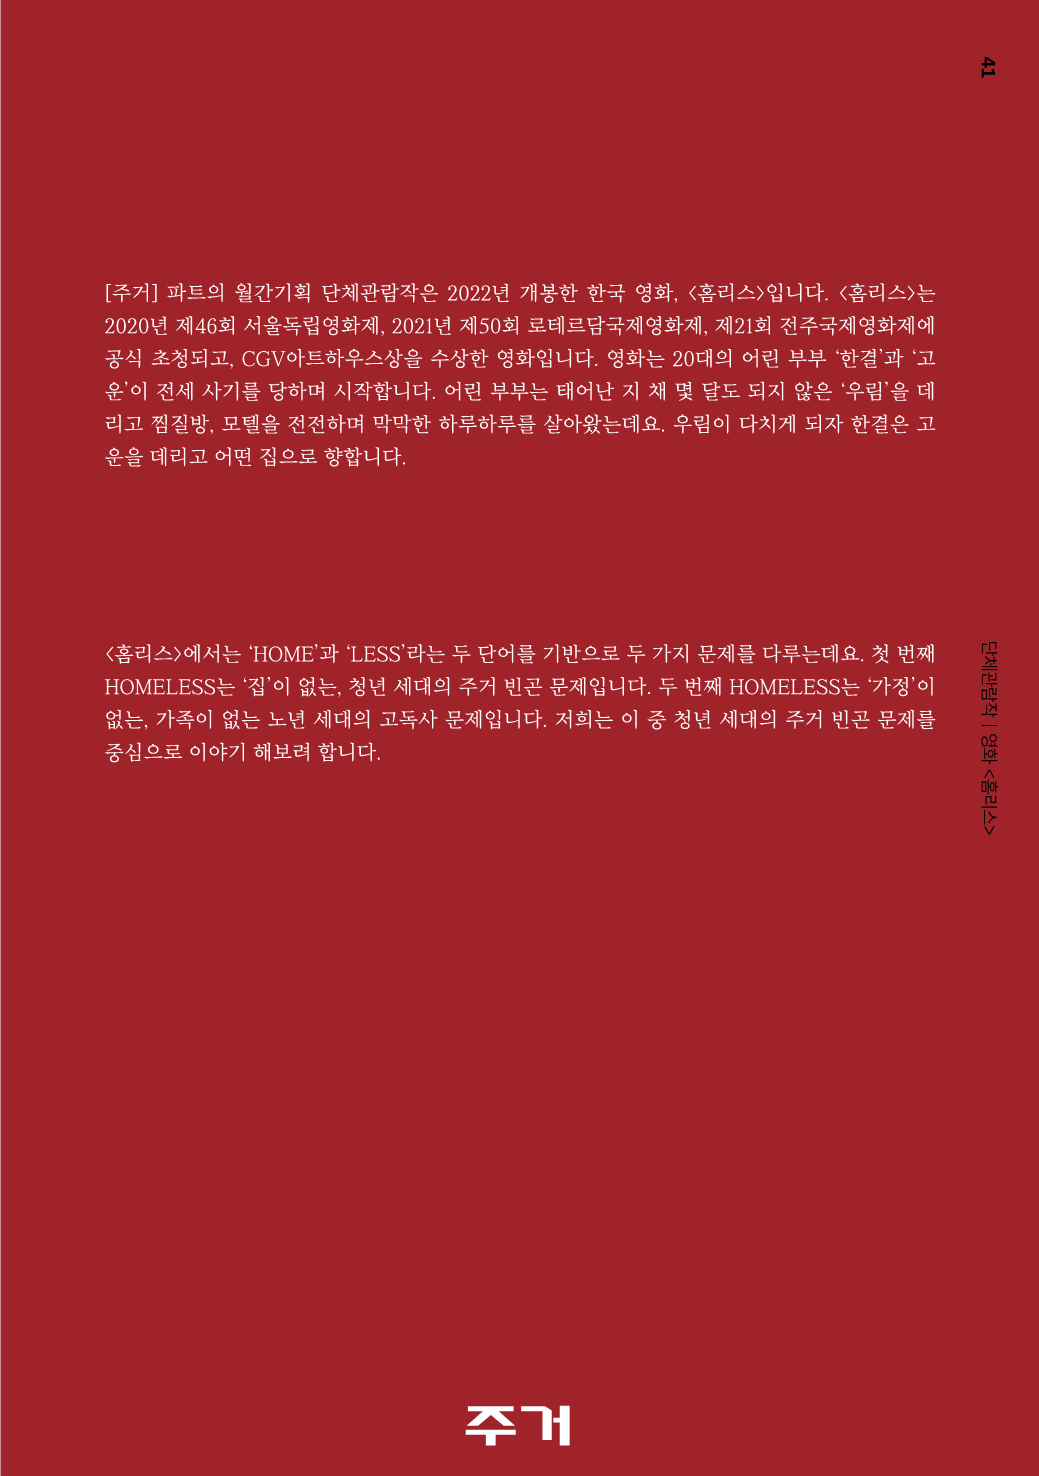 41
[주거] 파트의 월간기획 단체관람작은 2022년 개봉한 한국 영화, <홈리스>입니다. <홈리스>는
2020년 제46회 서울독립영화제, 2021년 제50회 로테르담국제영화제, 제21회 전주국제영화제에
공식 초청되고, CGV아트하우스상을 수상한 영화입니다. 영화는 20대의 어린 부부 ‘한결’과 ‘고
운’이 전세 사기를 당하며 시작합니다. 어린 부부는 태어난 지 채 몇 달도 되지 않은 ‘우림’을 데
리고 찜질방, 모텔을 전전하며 막막한 하루하루를 살아왔는데요. 우림이 다치게 되자 한결은 고
운을 데리고 어떤 집으로 향합니다.
<홈리스>에서는 ‘HOME’과 ‘LESS’라는 두 단어를 기반으로 두 가지 문제를 다루는데요. 첫 번째
HOMELESS는 ‘집’이 없는, 청년 세대의 주거 빈곤 문제입니다. 두 번째 HOMELESS는 ‘가정’이
없는, 가족이 없는 노년 세대의 고독사 문제입니다. 저희는 이 중 청년 세대의 주거 빈곤 문제를
중심으로 이야기 해보려 합니다.
단체관람작 | 영화 <홈리스>
주거